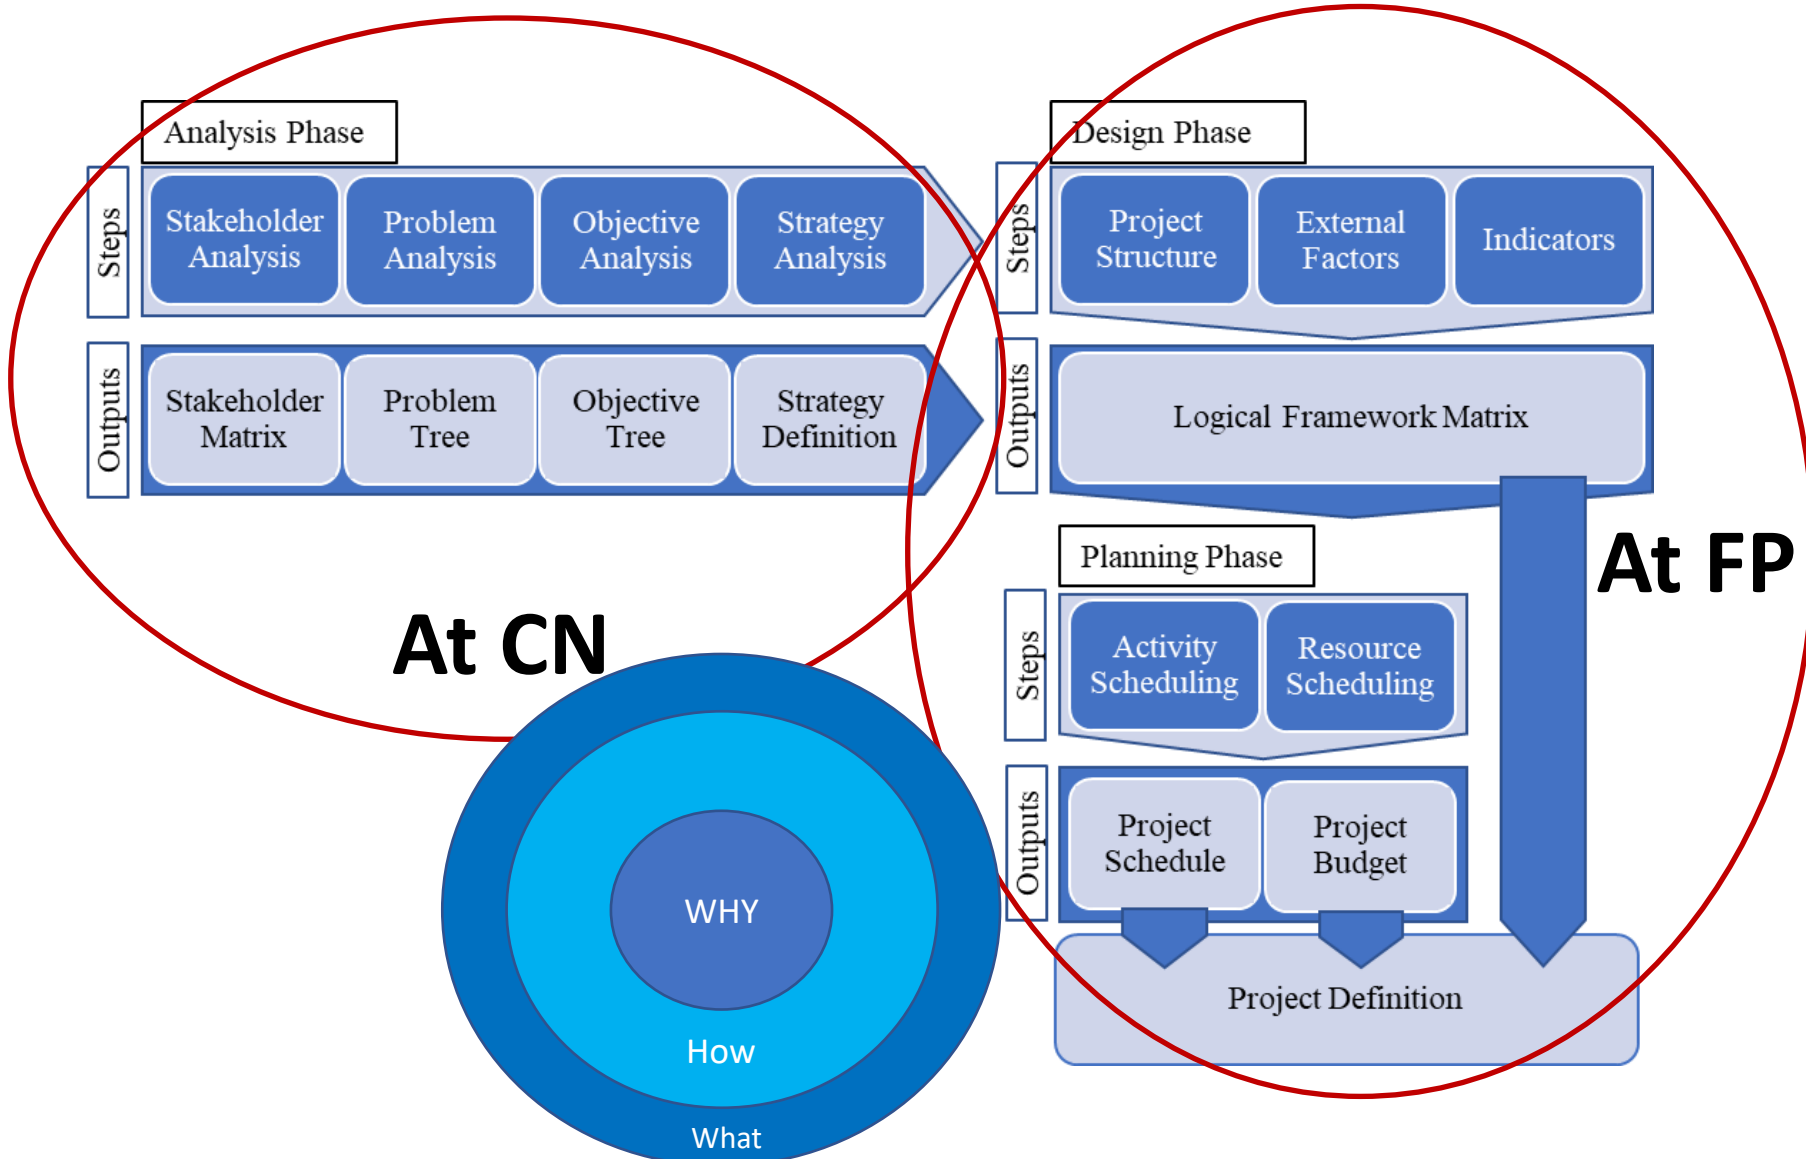 Analysis Phase
Steps
Stakeholder
Analysis
Problem
Analysis
Objective
Analysis
Strategy
Analysis
Outputs
Stakeholder
Matrix
Problem
Tree
Objective
Tree
Strategy
Definition
At CN
Design Phase
Steps
Project
Structure
External
Factors
Indicators
Outputs
Logical Framework Matrix
At FP
Planning Phase
Steps
Activity
Scheduling
Resource
Scheduling
Outputs
Project
Schedule
Project
Budget
Project Definition
WHY
How
What